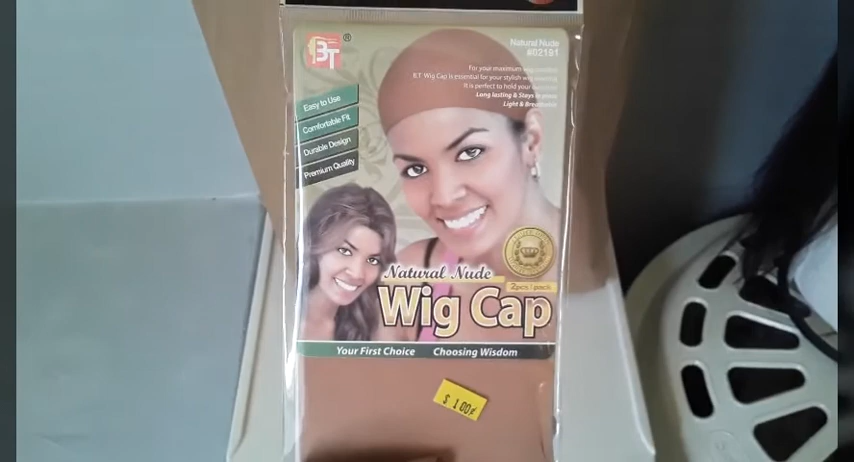 BT®
Natural Nude
#02191
For your maximum
B.T Wig Cap is essential for your stylish
It is perfect to hold your
Long lasting & Stays in
Light & Breathable
Easy to Use
Comfortable Fit
Durable Design
Premium Quality
Natural Nude
2pcs / pack
Wig Cap
Your First Choice Choosing Wisdom
$ 1.00¢